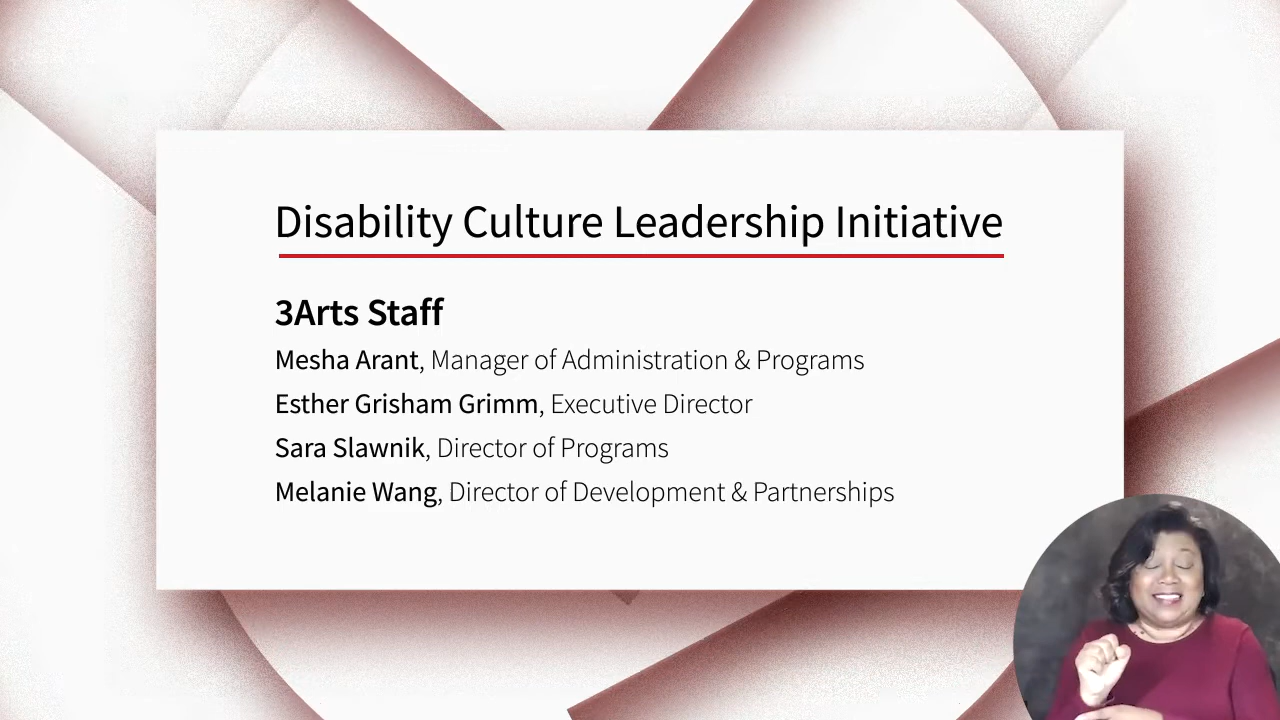 Disability Culture Leadership Initiative
3Arts Staff
Mesha Arant, Manager of Administration & Programs
Esther Grisham Grimm, Executive Director
Sara Slawnik, Director of Programs
Melanie Wang, Director of Development & Partnerships